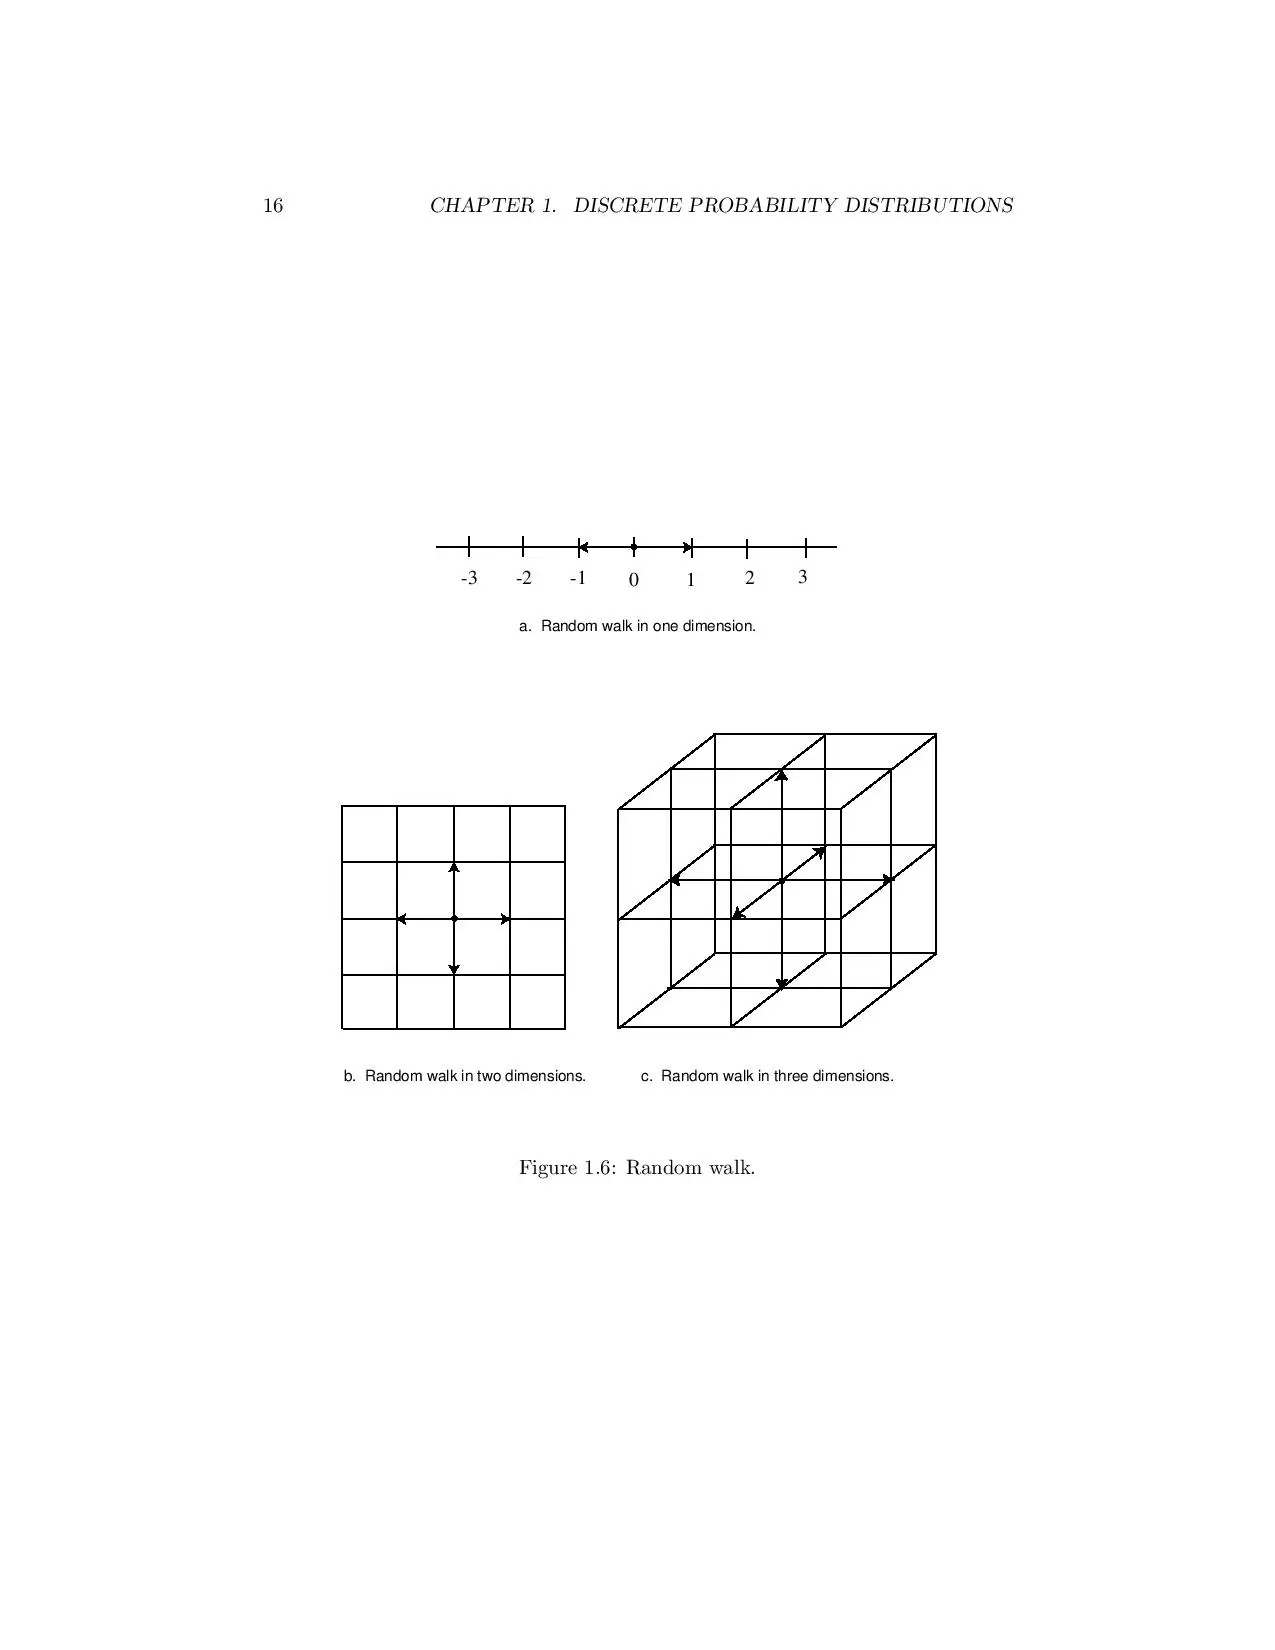 16 CHAPTER 1. DISCRETE PROBABILITY DISTRIBUTIONS
-3 -2 -1 0 1 2 3
a. Random walk in one dimension.
b. Random walk in two dimensions. c. Random walk in three dimensions.
Figure 1.6: Random walk.